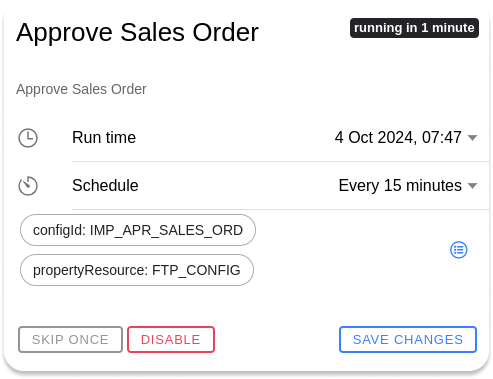 Approve Sales Order
running in 1 minute
Approve Sales Order
Run time
4 Oct 2024, 07:47
Schedule
Every 15 minutes
configId: IMP_APR_SALES_ORD
propertyResource: FTP_CONFIG
SKIP ONCE
DISABLE
SAVE CHANGES